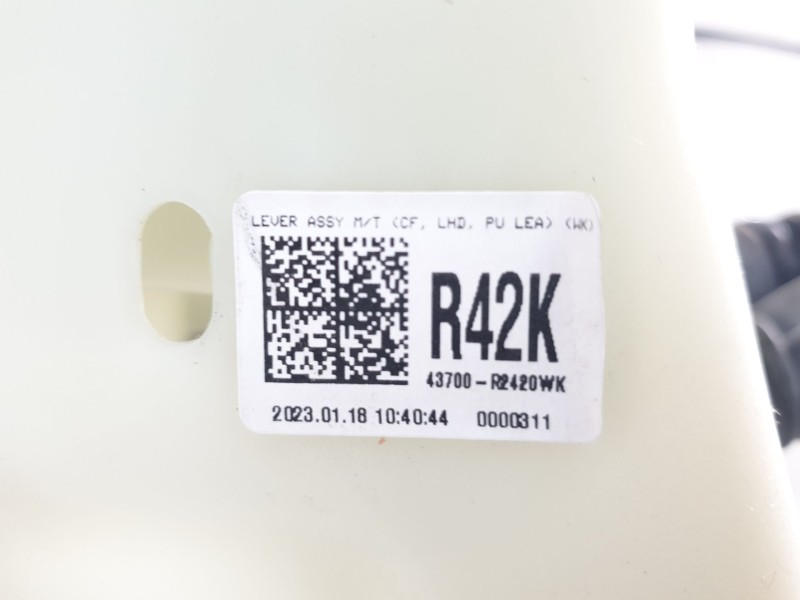 LEVER ASSY M/T (CF, LHD, PU LEA) (WK)
R42K
43700-R2420WK
2023.01.18 10:40:44 0000311